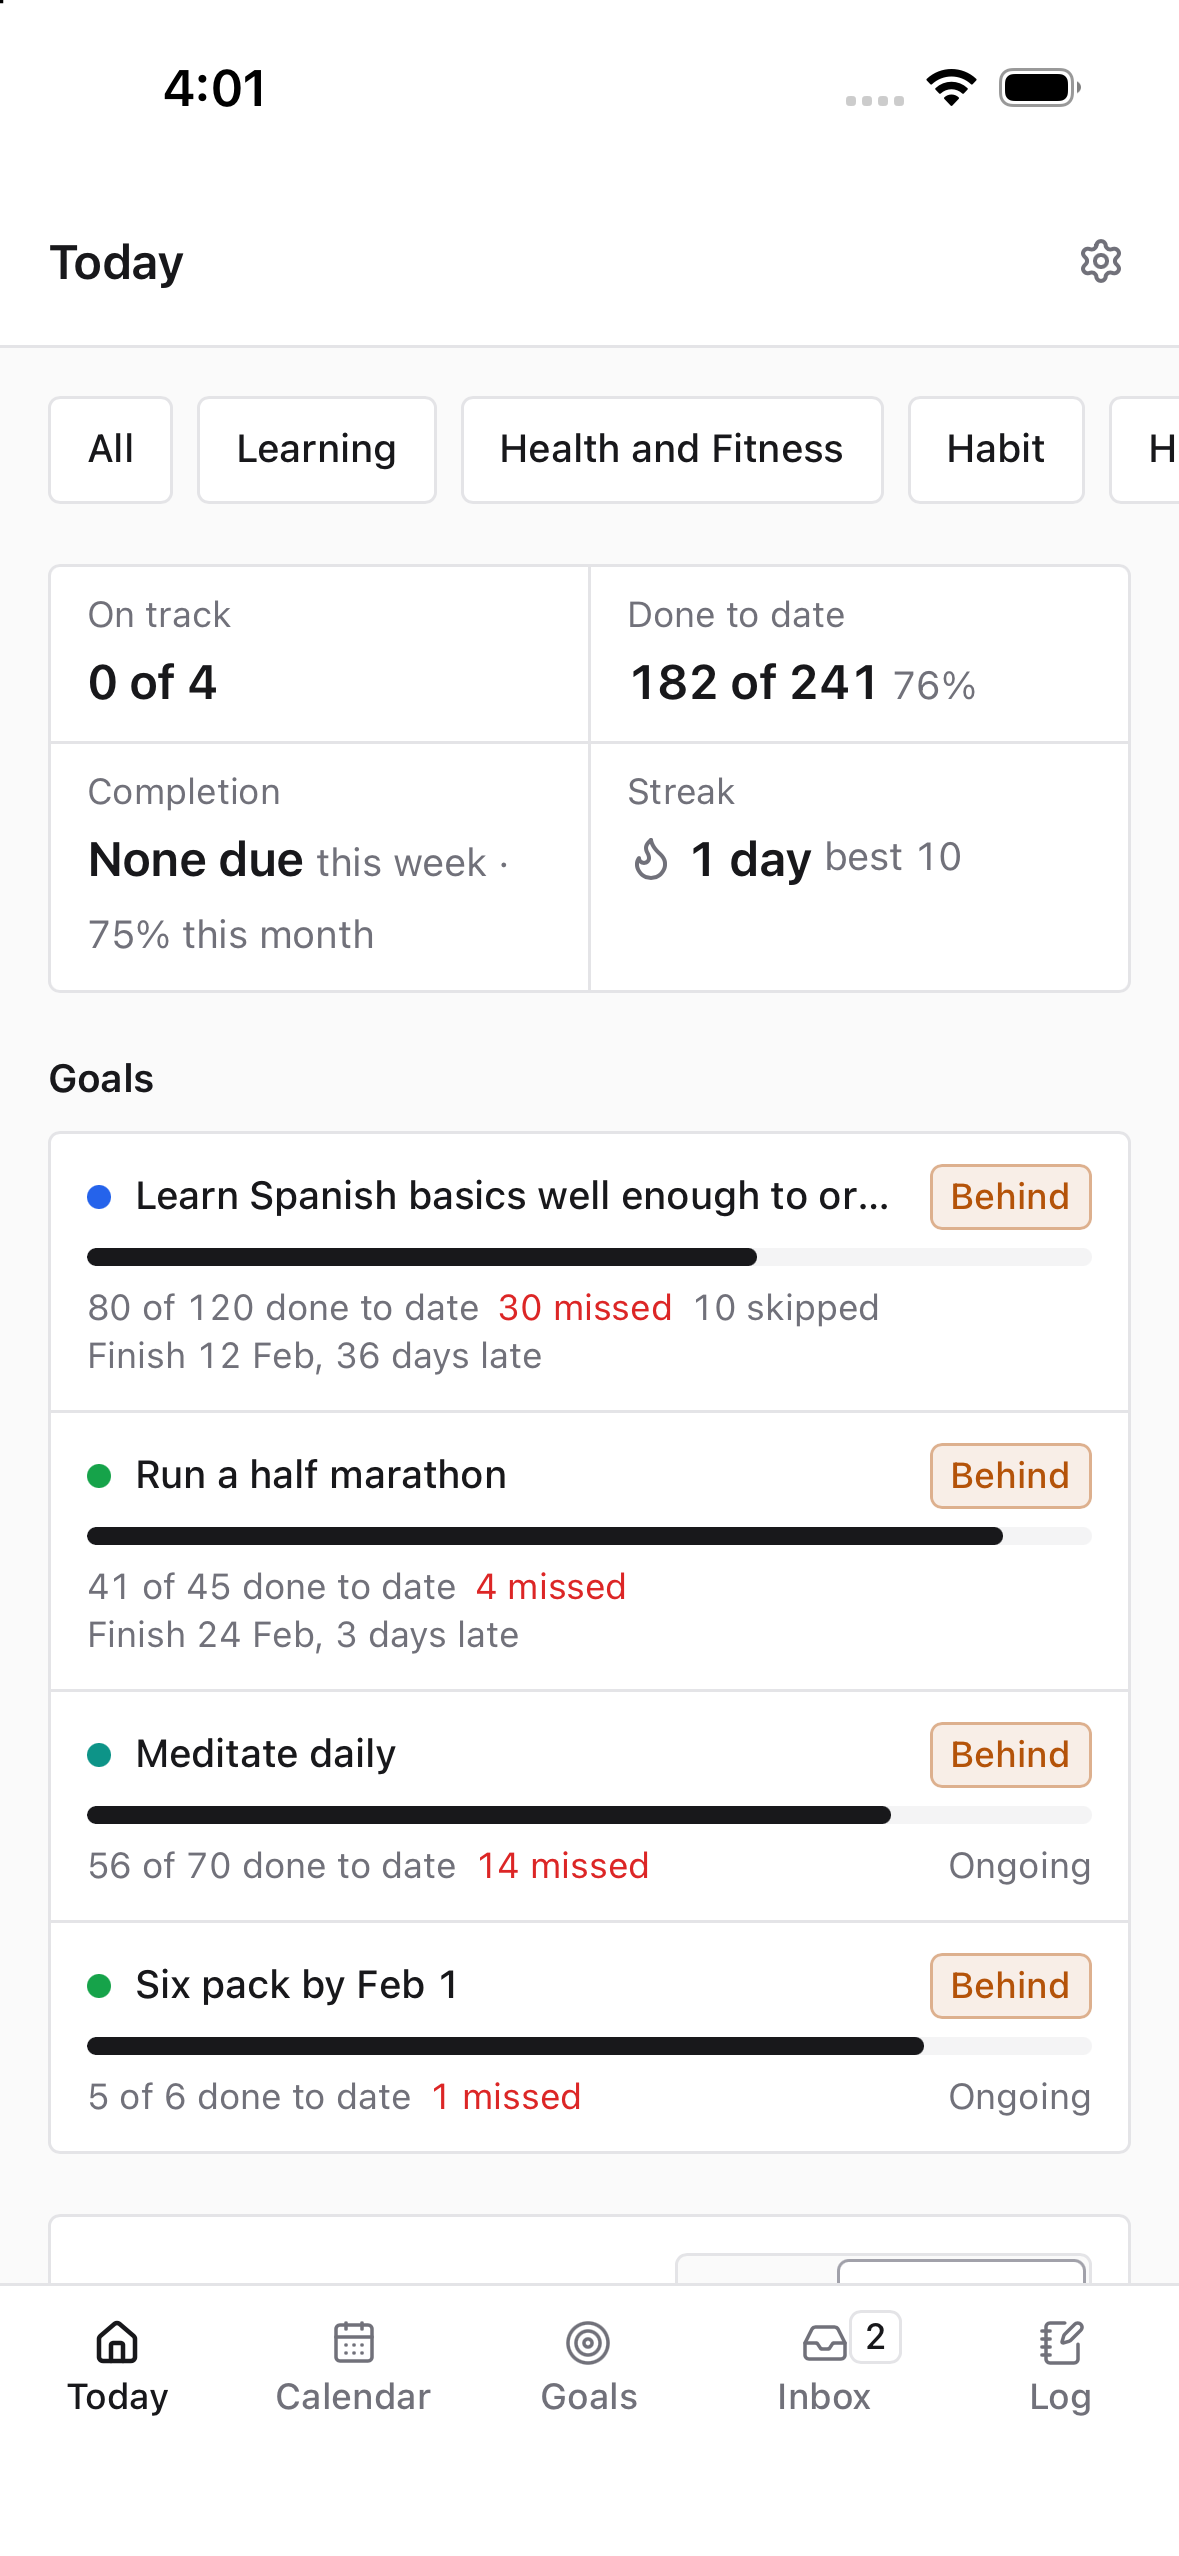 4:01
Today
All
Learning
Health and Fitness
Habit
H
On track
0 of 4
Done to date
182 of 241 76%
Completion
None due this week ·
75% this month
Streak
1 day best 10
Goals
Learn Spanish basics well enough to or...
Behind
80 of 120 done to date 30 missed 10 skipped
Finish 12 Feb, 36 days late
Run a half marathon
Behind
41 of 45 done to date 4 missed
Finish 24 Feb, 3 days late
Meditate daily
Behind
56 of 70 done to date 14 missed
Ongoing
Six pack by Feb 1
Behind
5 of 6 done to date 1 missed
Ongoing
Today
Calendar
Goals
2
Inbox
Log